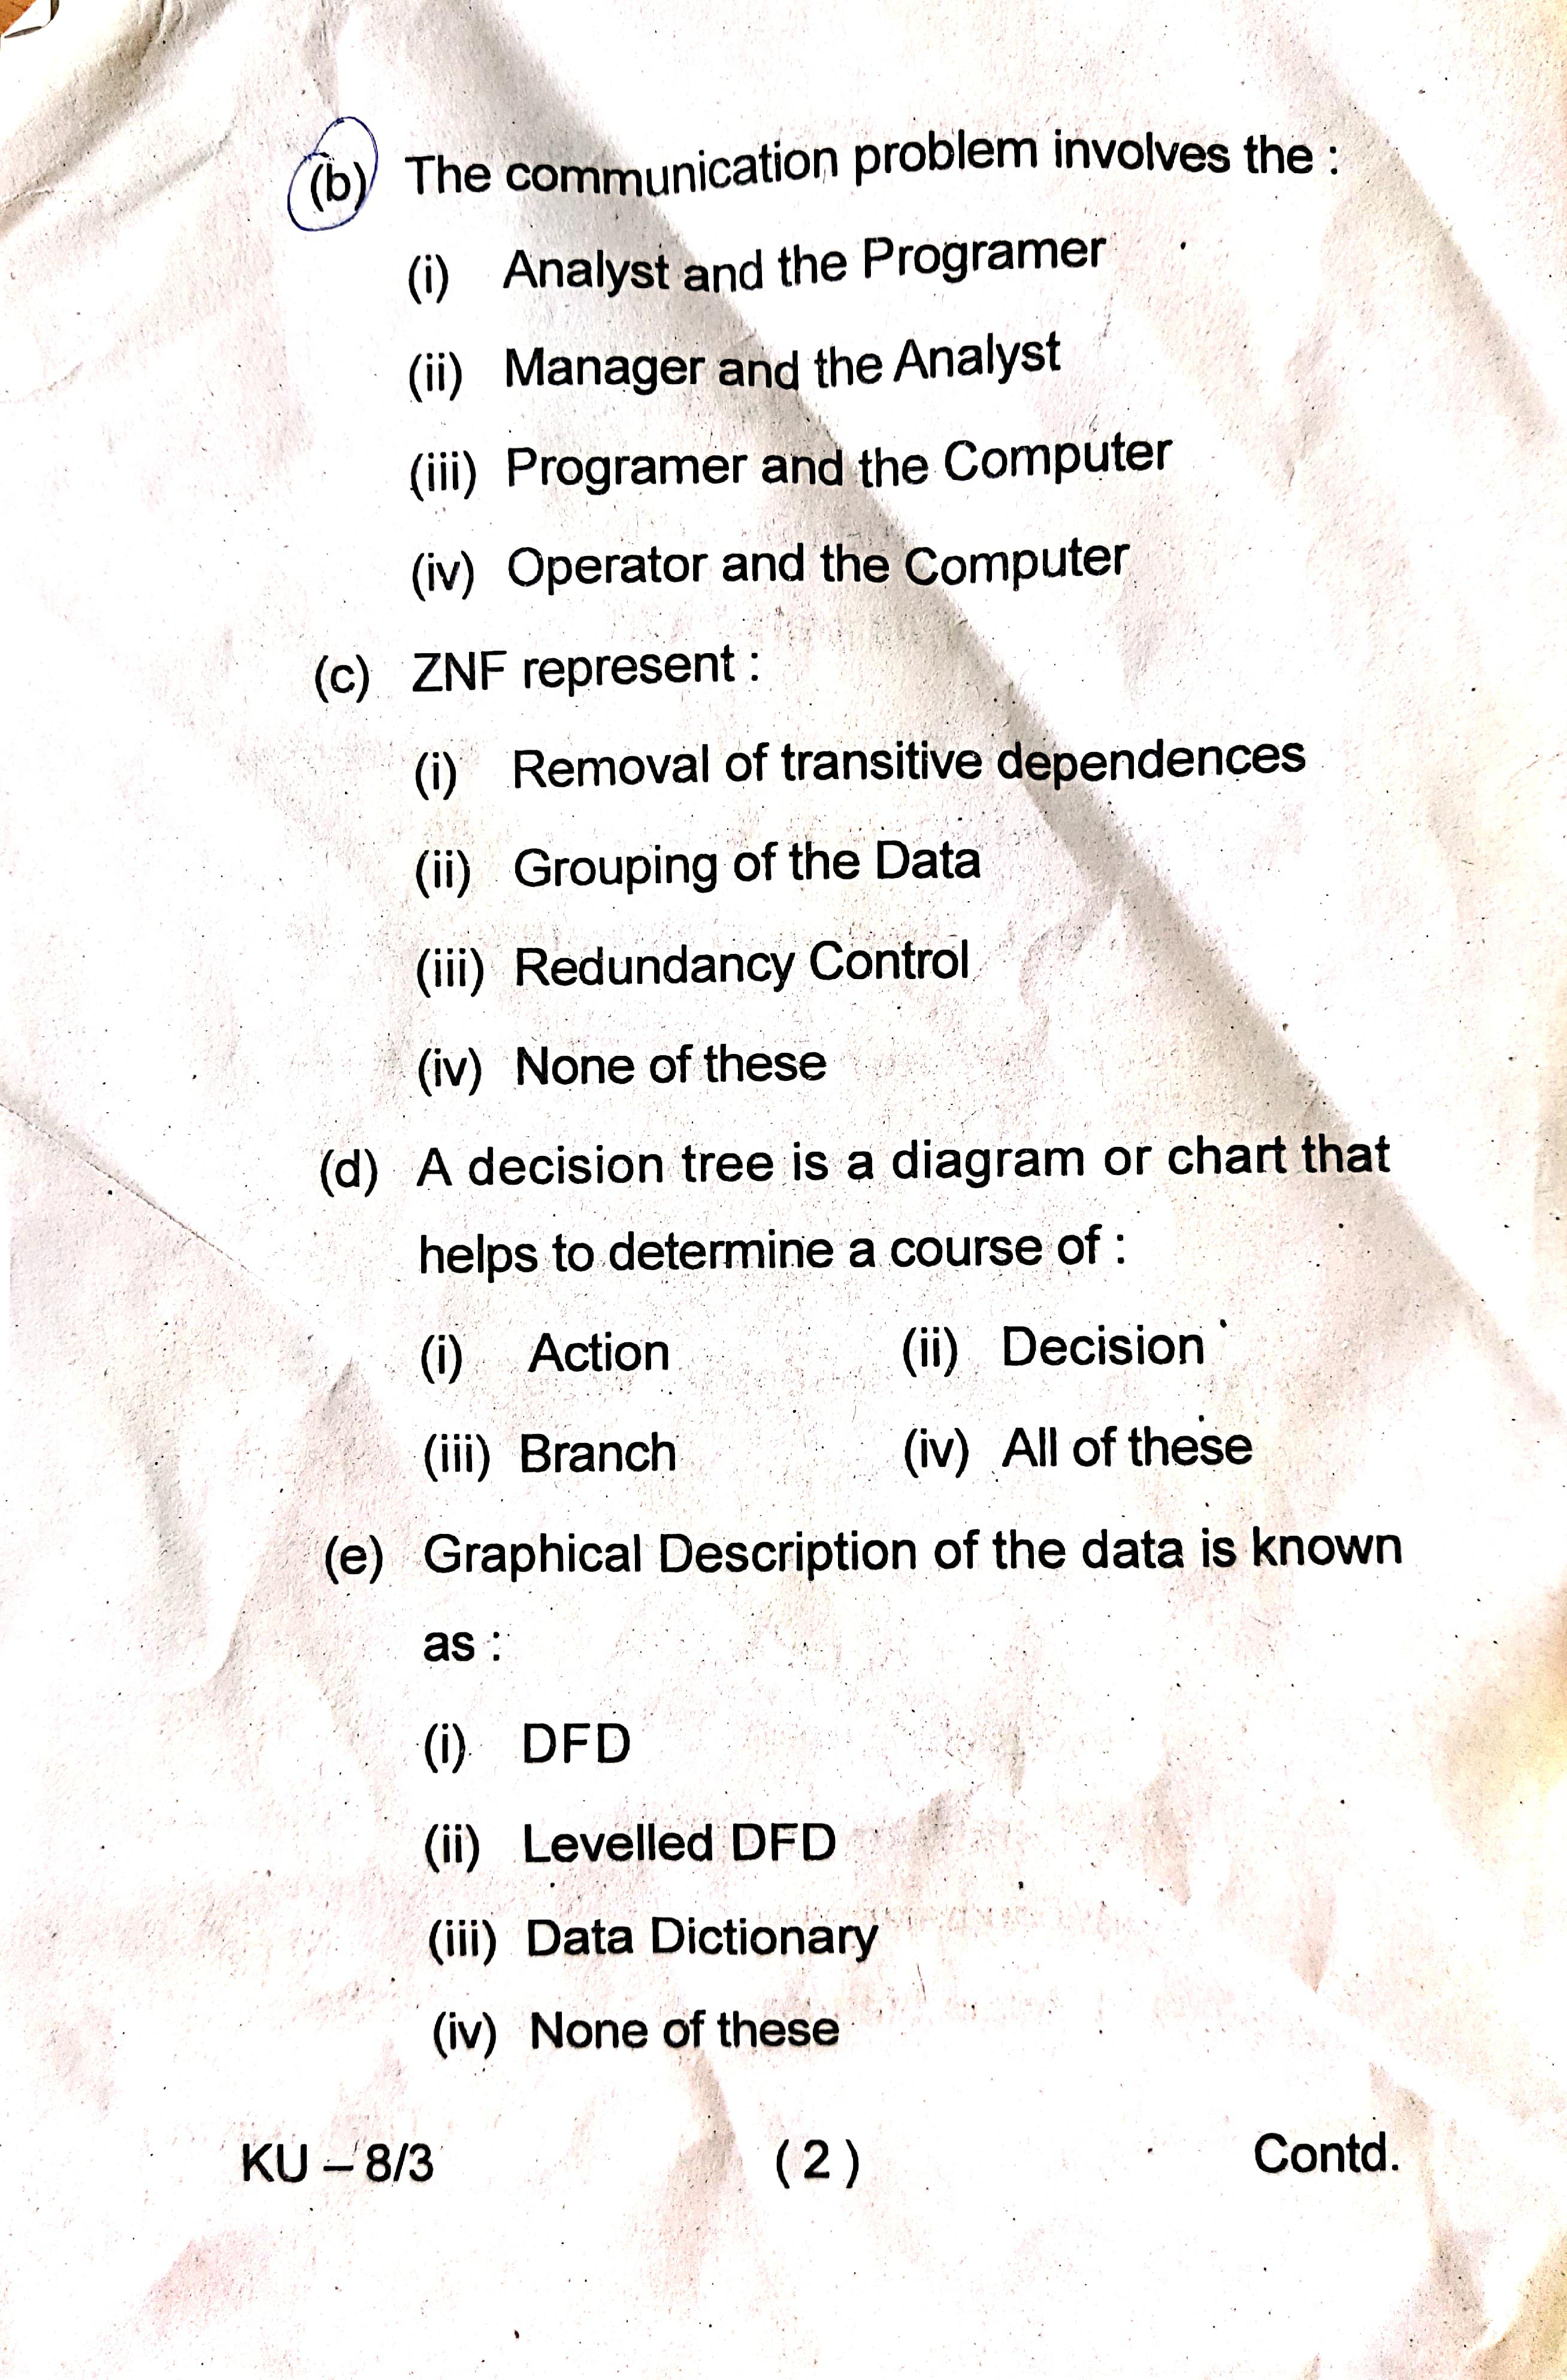 (b) The communication problem involves the :
(i) Analyst and the Programer
(ii) Manager and the Analyst
(iii) Programer and the Computer
(iv) Operator and the Computer
(c) ZNF represent :
(i) Removal of transitive dependences
(ii) Grouping of the Data
(iii) Redundancy Control
(iv) None of these
(d) A decision tree is a diagram or chart that
helps to determine a course of :
(i) Action (ii) Decision
(iii) Branch (iv) All of these
(e) Graphical Description of the data is known
as :
(i) DFD
(ii) Levelled DFD
(iii) Data Dictionary
(iv) None of these
KU – 8/3 ( 2 ) Contd.